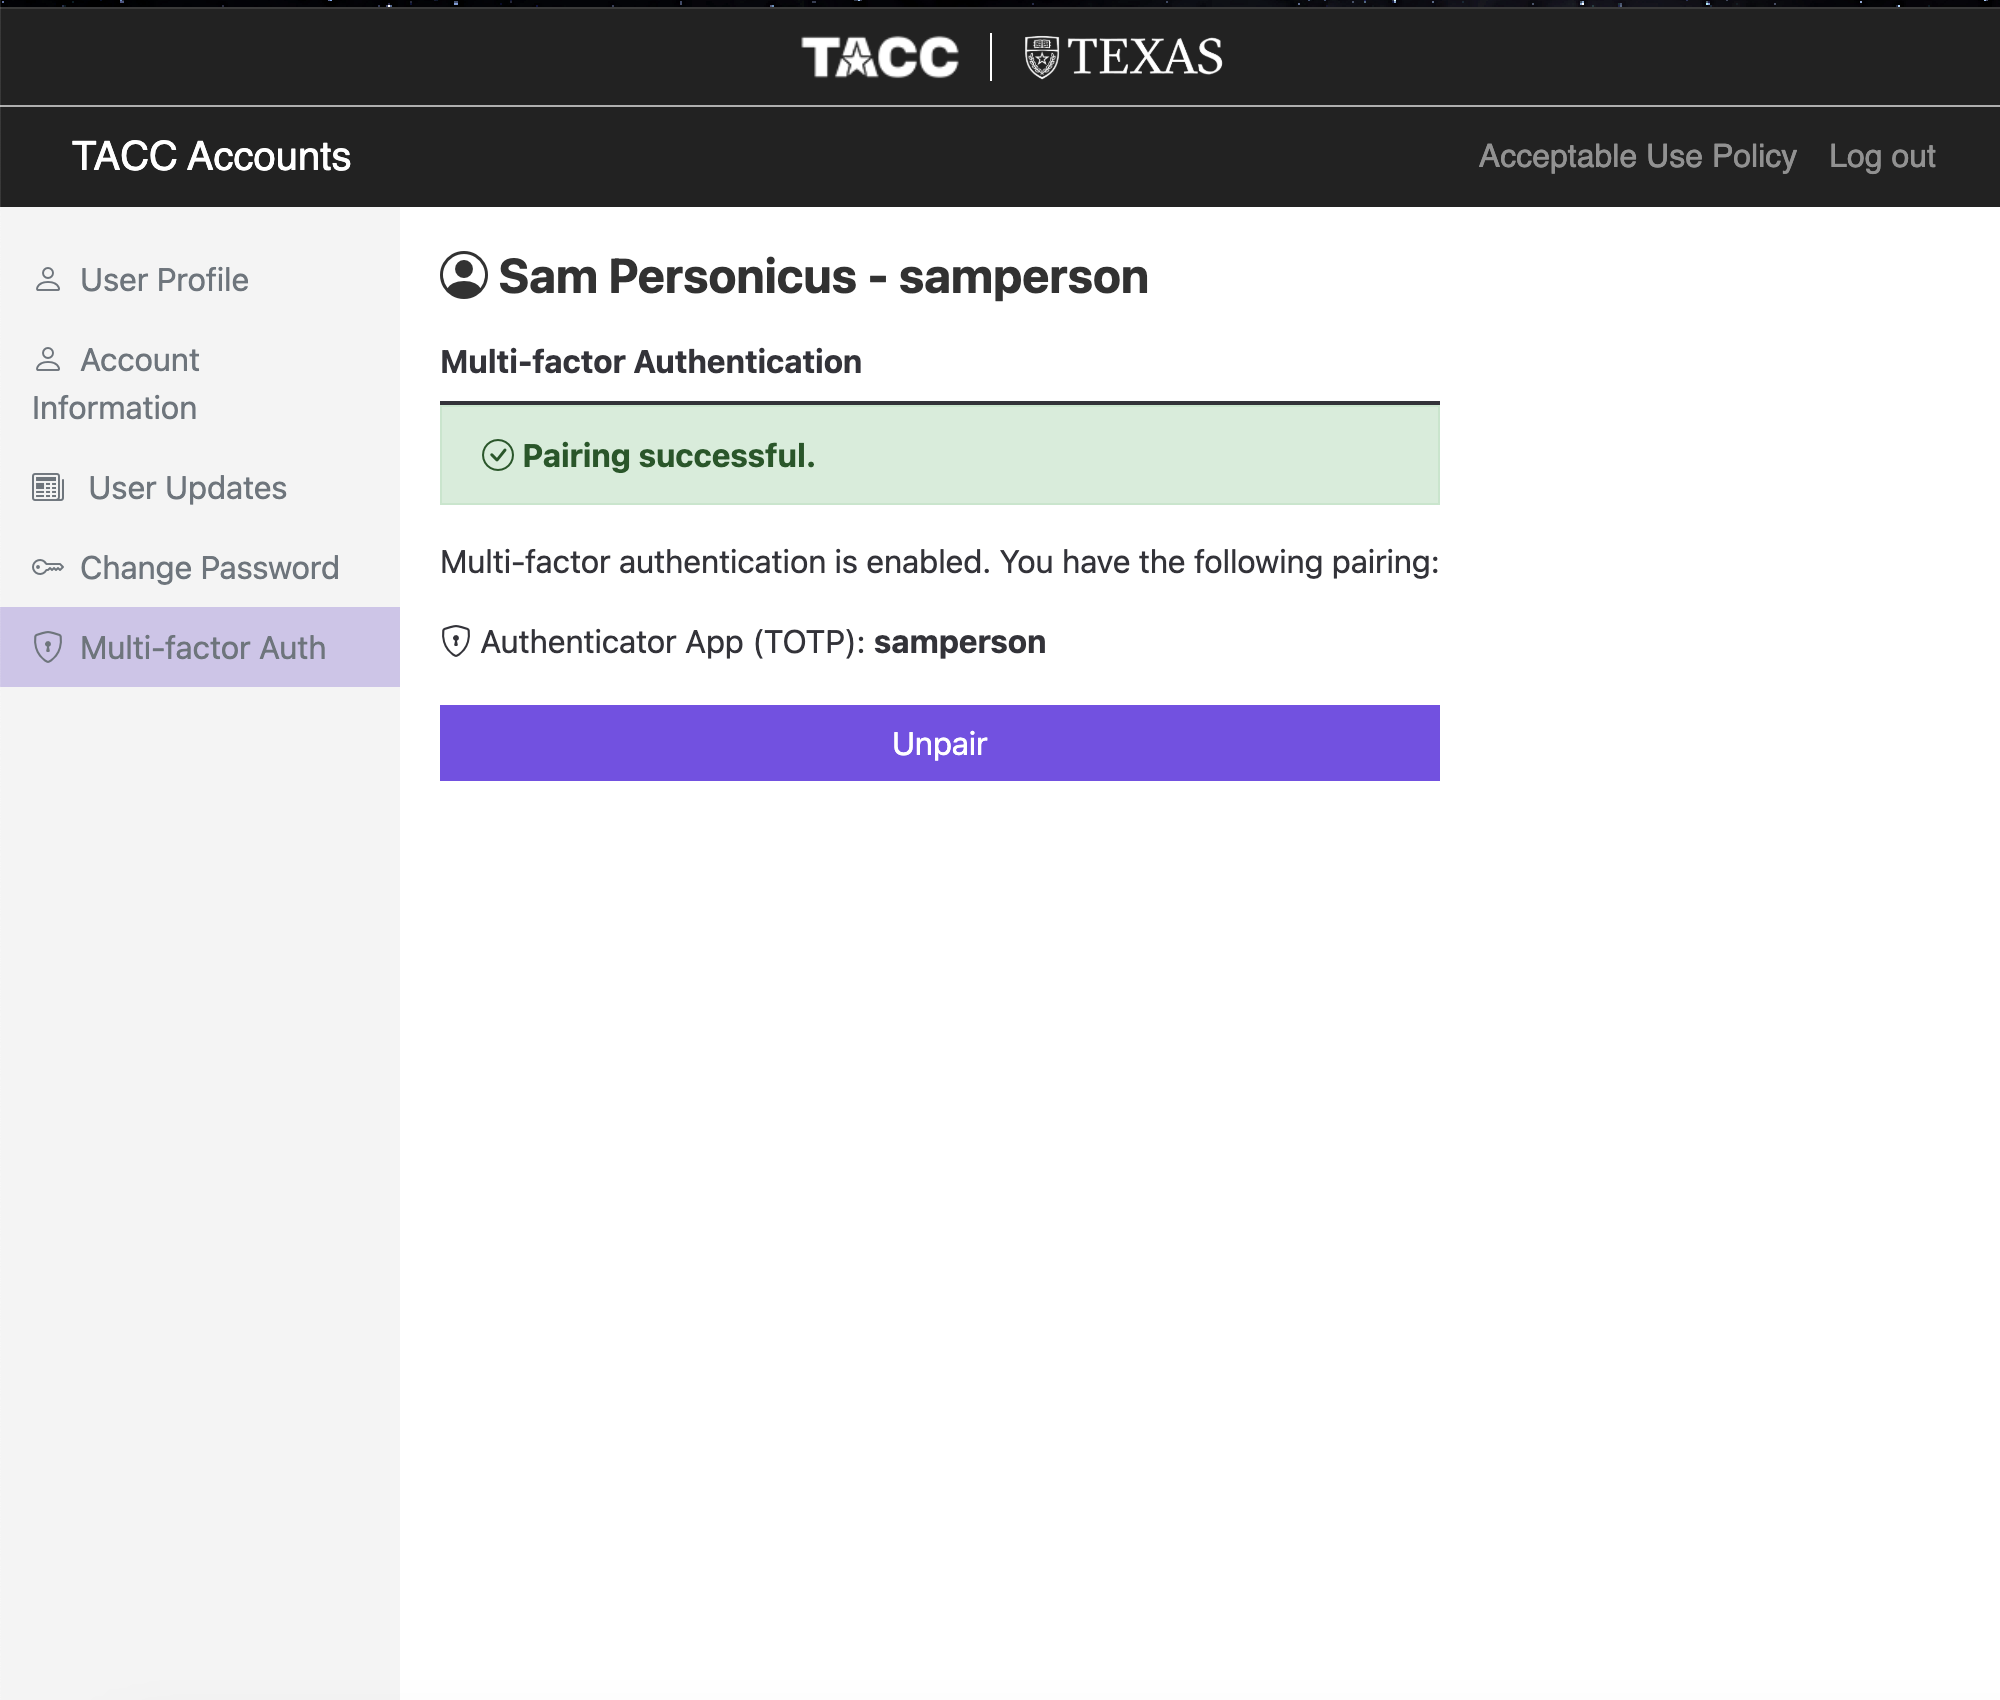 TACC | TEXAS
TACC Accounts
Acceptable Use Policy
Log out
User Profile
Account
Information
User Updates
Change Password
Multi-factor Auth
Sam Personicus - samperson
Multi-factor Authentication
Pairing successful.
Multi-factor authentication is enabled. You have the following pairing:
Authenticator App (TOTP): samperson
Unpair